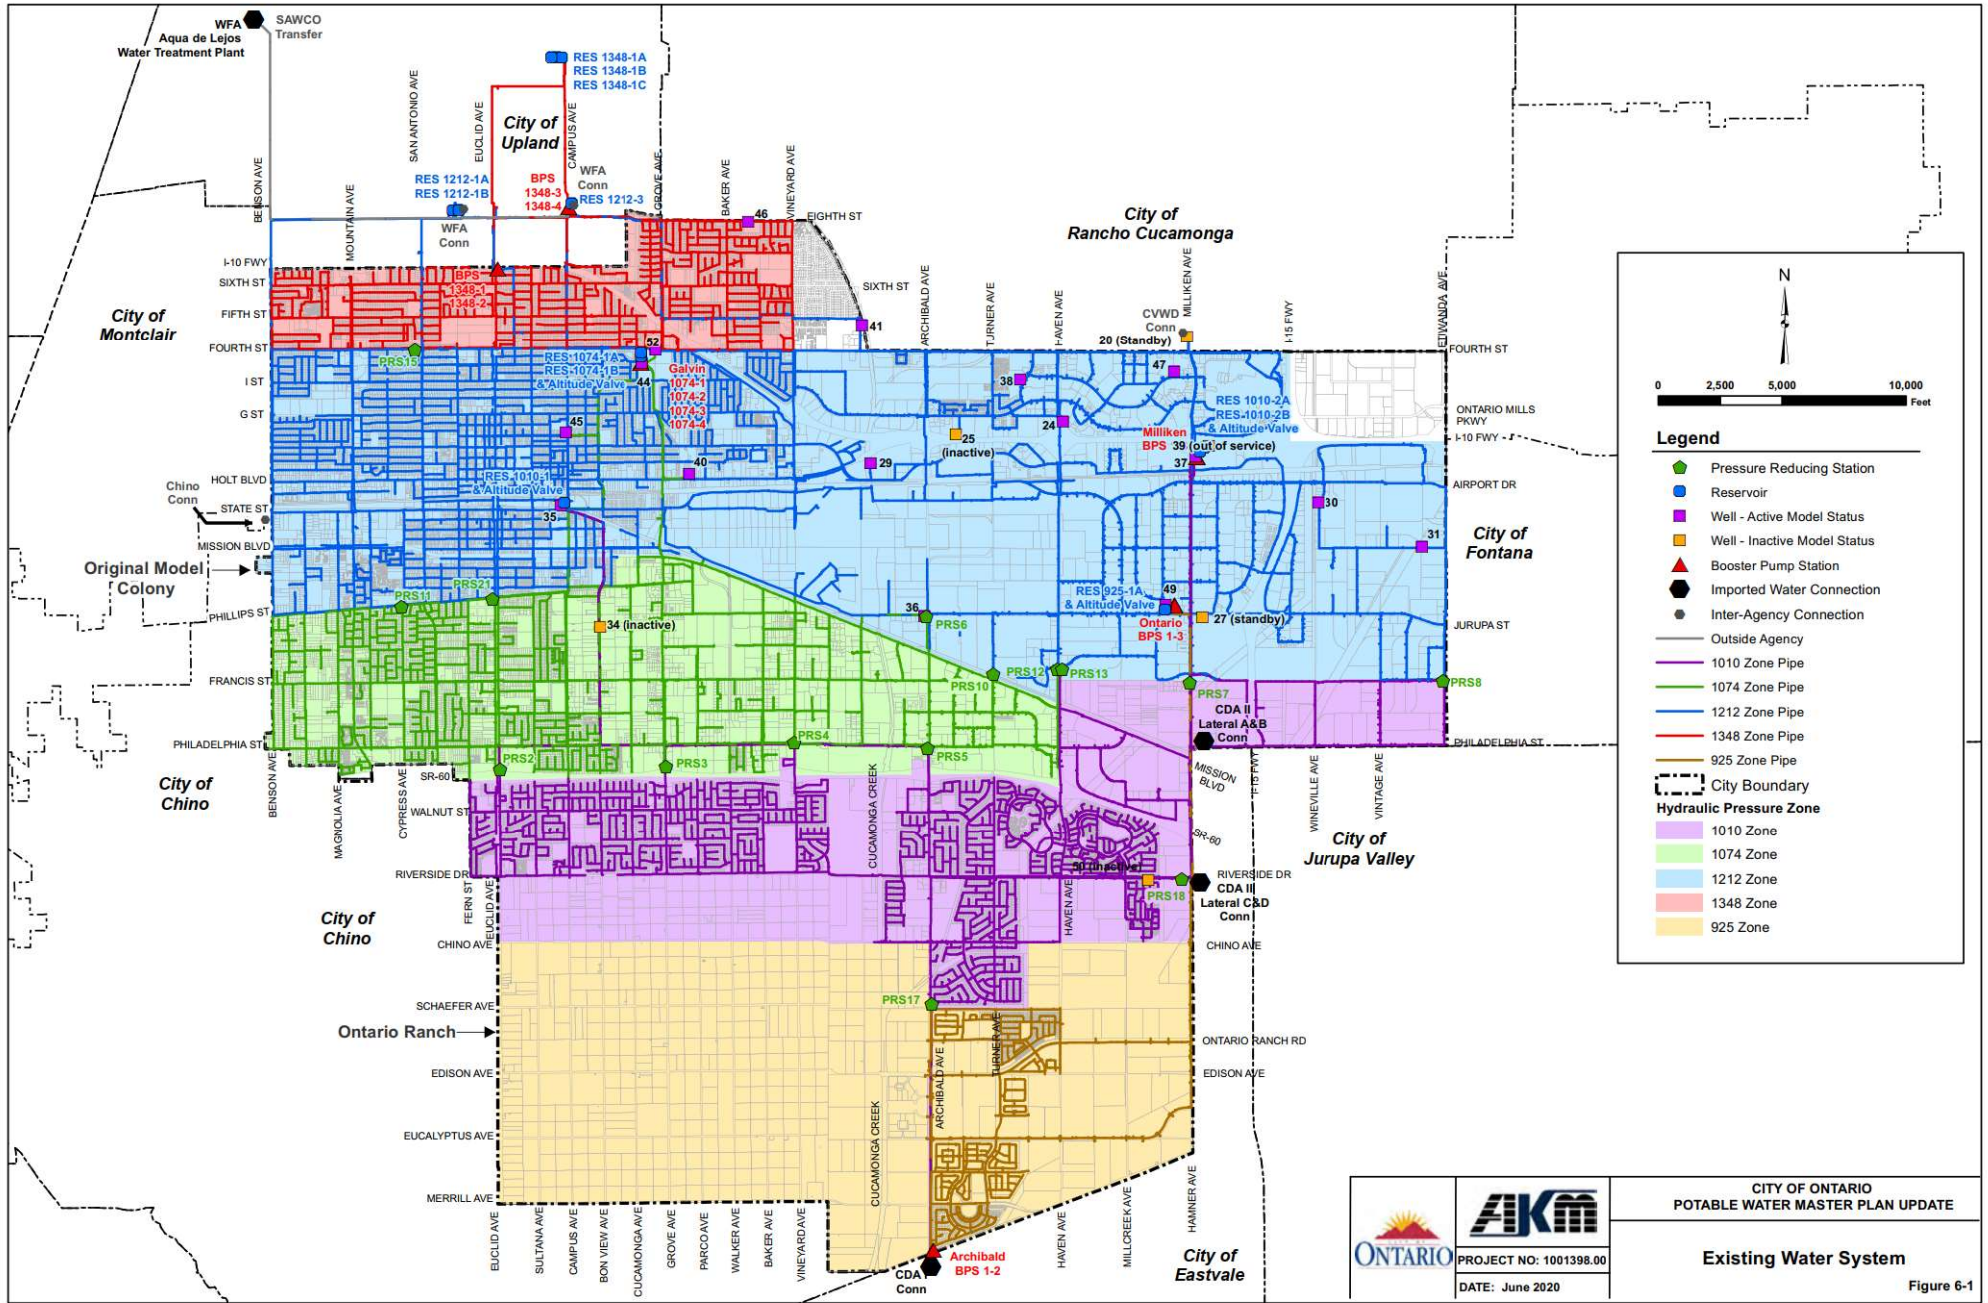 WFA
Aqua de Lejos
Water Treatment Plant
SAWCO
Transfer
RES 1348-1A
RES 1348-1B
RES 1348-1C
City of
Upland
SAN ANTONIO AVE
EUCLID AVE
CAMPUS AVE
BENSON AVE
MOUNTAIN AVE
GROVE AVE
BAKER AVE
VINEYARD AVE
RES 1212-1A
RES 1212-1B
WFA
Conn
BPS
1348-3
1348-4
WFA
Conn
RES 1212-3
46
EIGHTH ST
City of
Rancho Cucamonga
I-10 FWY
SIXTH ST
FIFTH ST
FOURTH ST
I ST
G ST
HOLT BLVD
STATE ST
MISSION BLVD
PHILLIPS ST
FRANCIS ST
PHILADELPHIA ST
City of
Montclair
BPS
1348-1
1348-2
SIXTH ST
41
ARCHIBALD AVE
TURNER AVE
HAVEN AVE
MILLIKEN AVE
I-15 FWY
ETIWANDA AVE
CVWD
Conn
20 (Standby)
FOURTH ST
PRS15
RES 1074-1A
RES 1074-1B
& Altitude Valve
52
44
Galvin
1074-1
1074-2
1074-3
1074-4
38
47
RES 1010-2A
RES 1010-2B
& Altitude Valve
ONTARIO MILLS
PKWY
I-10 FWY
45
24
25
(inactive)
Milliken
BPS
39 (out of service)
37
40
29
RES 1010-1
& Altitude Valve
35
AIRPORT DR
30
31
City of
Fontana
Chino
Conn
Original Model
Colony
PRS21
PRS11
34 (inactive)
36
PRS6
RES 925-1A
& Altitude Valve
49
Ontario
BPS 1-3
27 (standby)
JURUPA ST
PRS12
PRS13
PRS10
PRS7
PRS8
CDA II
Lateral A&B
Conn
PHILADELPHIA ST
PRS4
PRS2
PRS3
PRS5
SR-60
City of
Chino
BENSON AVE
MAGNOLIA AVE
CYPRESS AVE
WALNUT ST
CUCAMONGA CREEK
MISSION
BLVD
I-15 FWY
WINEVILLE AVE
VINTAGE AVE
SR-60
City of
Jurupa Valley
RIVERSIDE DR
50 (inactive)
RIVERSIDE DR
PRS18
CDA II
Lateral C&D
Conn
FERN ST
EUCLID AVE
HAVEN AVE
City of
Chino
CHINO AVE
CHINO AVE
SCHAEFER AVE
PRS17
Ontario Ranch
TURNER AVE
ONTARIO RANCH RD
EDISON AVE
EDISON AVE
ARCHIBALD AVE
EUCALYPTUS AVE
CUCAMONGA CREEK
MERRILL AVE
EUCLID AVE
SULTANA AVE
CAMPUS AVE
BON VIEW AVE
CUCAMONGA AVE
GROVE AVE
PARCO AVE
WALKER AVE
BAKER AVE
VINEYARD AVE
HAVEN AVE
MILLCREEK AVE
HAMNER AVE
Archibald
BPS 1-2
CDA I
Conn
City of
Eastvale
N
0 2,500 5,000 10,000
Feet
Legend
Pressure Reducing Station
Reservoir
Well - Active Model Status
Well - Inactive Model Status
Booster Pump Station
Imported Water Connection
Inter-Agency Connection
Outside Agency
1010 Zone Pipe
1074 Zone Pipe
1212 Zone Pipe
1348 Zone Pipe
925 Zone Pipe
City Boundary
Hydraulic Pressure Zone
1010 Zone
1074 Zone
1212 Zone
1348 Zone
925 Zone
ONTARIO
AKM
PROJECT NO: 1001398.00
DATE: June 2020
CITY OF ONTARIO
POTABLE WATER MASTER PLAN UPDATE
Existing Water System
Figure 6-1